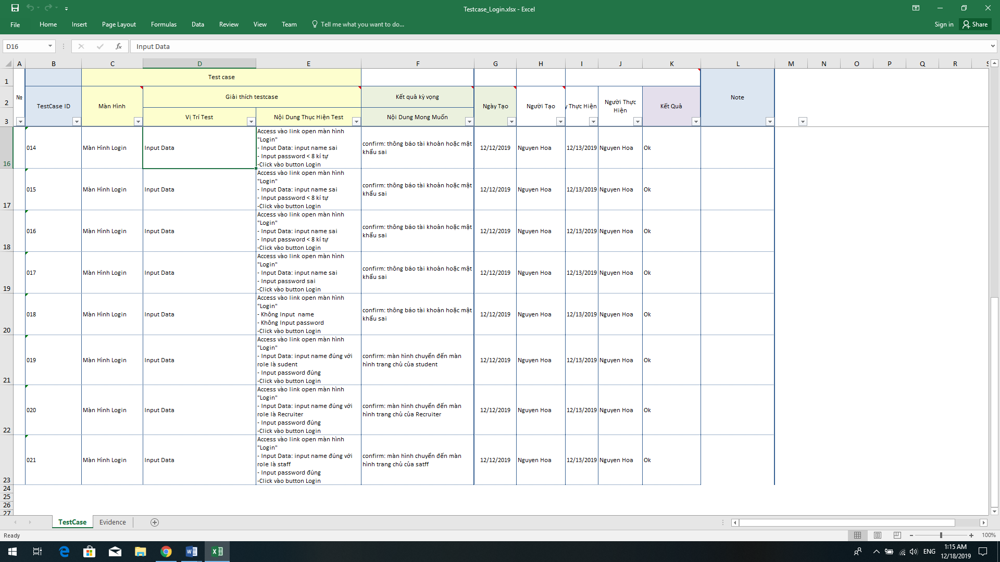 Testcase_Login.xlsx - Excel
File Home Insert Page Layout Formulas Data Review View Team Tell me what you want to do... Sign in Share
D16 fx Input Data
A B C D E F G H I J K L M N O P Q R S
1 Test case
№ TestCase ID Màn Hình Giải thích testcase Kết quả kỳ vọng Ngày Tạo Người Tạo Thực Hiện Người Thực Hiện Kết Quả Note
2
3 Vị Trí Test Nội Dung Thực Hiện Test Nội Dung Mong Muốn
16 014 Màn Hình Login Input Data
Access vào link open màn hình
"Login"
- Input Data: input name sai
- Input password < 8 kí tự
-Click vào button Login
confirm: thông báo tài khoản hoặc mật
khẩu sai
12/12/2019 Nguyen Hoa 12/13/2019 Nguyen Hoa Ok
17 015 Màn Hình Login Input Data
Access vào link open màn hình
"Login"
- Input Data: input name sai
- Input password < 8 kí tự
-Click vào button Login
confirm: thông báo tài khoản hoặc mật
khẩu sai
12/12/2019 Nguyen Hoa 12/13/2019 Nguyen Hoa Ok
18 016 Màn Hình Login Input Data
Access vào link open màn hình
"Login"
- Input Data: input name sai
- Input password < 8 kí tự
-Click vào button Login
confirm: thông báo tài khoản hoặc mật
khẩu sai
12/12/2019 Nguyen Hoa 12/13/2019 Nguyen Hoa Ok
19 017 Màn Hình Login Input Data
Access vào link open màn hình
"Login"
- Input Data: input name sai
- Input password sai
-Click vào button Login
confirm: thông báo tài khoản hoặc mật
khẩu sai
12/12/2019 Nguyen Hoa 12/13/2019 Nguyen Hoa Ok
20 018 Màn Hình Login Input Data
Access vào link open màn hình
"Login"
- Không Input name
- Không Input password
-Click vào button Login
confirm: thông báo tài khoản hoặc mật
khẩu sai
12/12/2019 Nguyen Hoa 12/13/2019 Nguyen Hoa Ok
21 019 Màn Hình Login Input Data
Access vào link open màn hình
"Login"
- Input Data: input name đúng với
role là sudent
- Input password đúng
-Click vào button Login
confirm: màn hình chuyển đến màn
hình trang chủ của student
12/12/2019 Nguyen Hoa 12/13/2019 Nguyen Hoa Ok
22 020 Màn Hình Login Input Data
Access vào link open màn hình
"Login"
- Input Data: input name đúng với
role là Recruiter
- Input password đúng
-Click vào button Login
confirm: màn hình chuyển đến màn
hình trang chủ của Recruiter
12/12/2019 Nguyen Hoa 12/13/2019 Nguyen Hoa Ok
23 021 Màn Hình Login Input Data
Access vào link open màn hình
"Login"
- Input Data: input name đúng với
role là staff
- Input password đúng
-Click vào button Login
confirm: màn hình chuyển đến màn
hình trang chủ của satff
12/12/2019 Nguyen Hoa 12/13/2019 Nguyen Hoa Ok
24
25
26
27
TestCase Evidence
Ready 100%
ENG 1:15 AM
12/18/2019